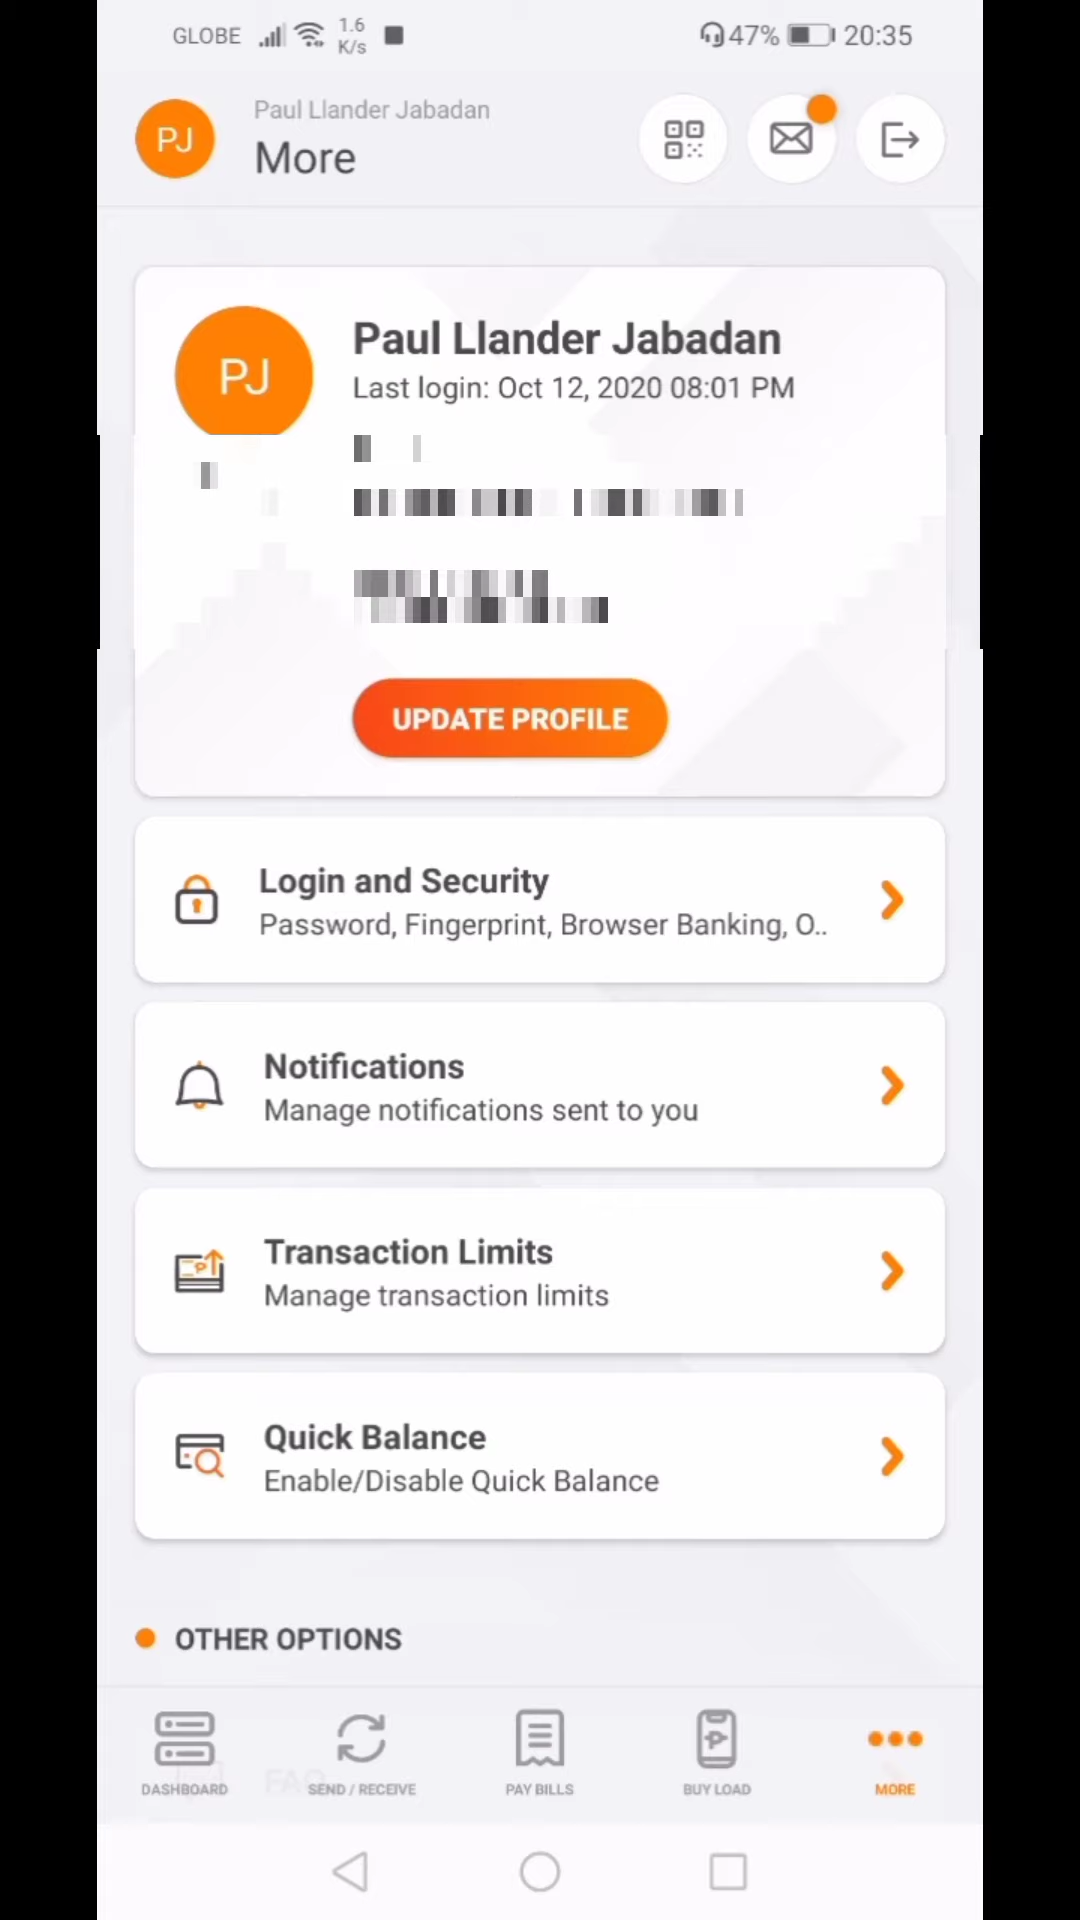 GLOBE 1.6 K/s 47% 20:35
PJ
Paul Llander Jabadan
More
PJ
Paul Llander Jabadan
Last login: Oct 12, 2020 08:01 PM
UPDATE PROFILE
Login and Security
Password, Fingerprint, Browser Banking, O..
Notifications
Manage notifications sent to you
Transaction Limits
Manage transaction limits
Quick Balance
Enable/Disable Quick Balance
OTHER OPTIONS
FAQ
DASHBOARD SEND / RECEIVE PAY BILLS BUY LOAD MORE